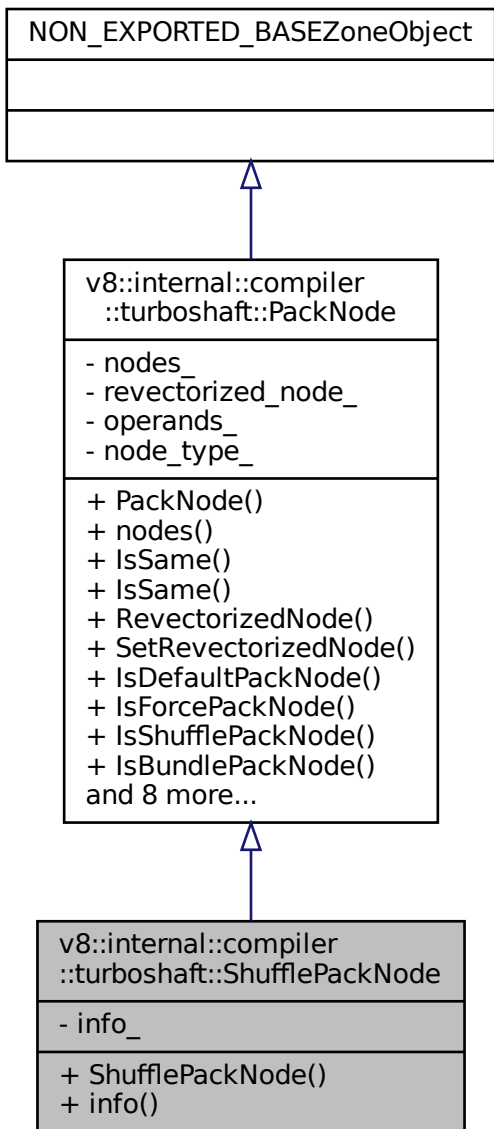 NON_EXPORTED_BASEZoneObject
v8::internal::compiler
::turboshaft::PackNode
- nodes_
- revectorized_node_
- operands_
- node_type_
+ PackNode()
+ nodes()
+ IsSame()
+ IsSame()
+ RevectorizedNode()
+ SetRevectorizedNode()
+ IsDefaultPackNode()
+ IsForcePackNode()
+ IsShufflePackNode()
+ IsBundlePackNode()
and 8 more...
v8::internal::compiler
::turboshaft::ShufflePackNode
- info_
+ ShufflePackNode()
+ info()